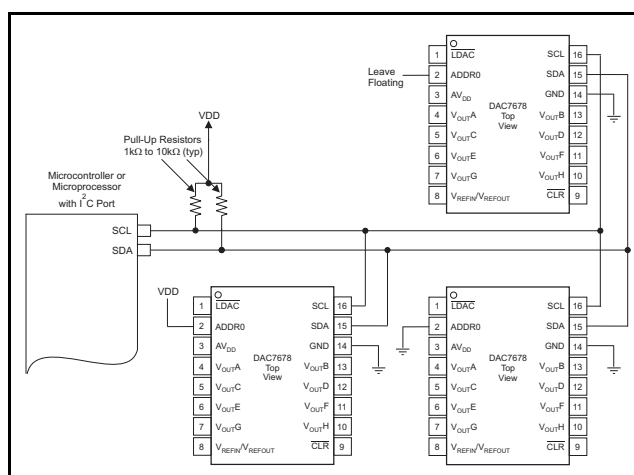 1 LDAC SCL 16
Leave Floating
2 ADDR0 SDA 15
3 AVDD GND 14
DAC7678
Top View
4 VOUTA VOUTB 13
5 VOUTC VOUTD 12
6 VOUTE VOUTF 11
7 VOUTG VOUTH 10
8 VREFIN/VREFOUT CLR 9
VDD
Pull-Up Resistors
1kΩ to 10kΩ (typ)
Microcontroller or
Microprocessor
with I2C Port
SCL
SDA
VDD
1 LDAC SCL 16
2 ADDR0 SDA 15
3 AVDD GND 14
DAC7678
Top View
4 VOUTA VOUTB 13
5 VOUTC VOUTD 12
6 VOUTE VOUTF 11
7 VOUTG VOUTH 10
8 VREFIN/VREFOUT CLR 9
1 LDAC SCL 16
2 ADDR0 SDA 15
3 AVDD GND 14
DAC7678
Top View
4 VOUTA VOUTB 13
5 VOUTC VOUTD 12
6 VOUTE VOUTF 11
7 VOUTG VOUTH 10
8 VREFIN/VREFOUT CLR 9